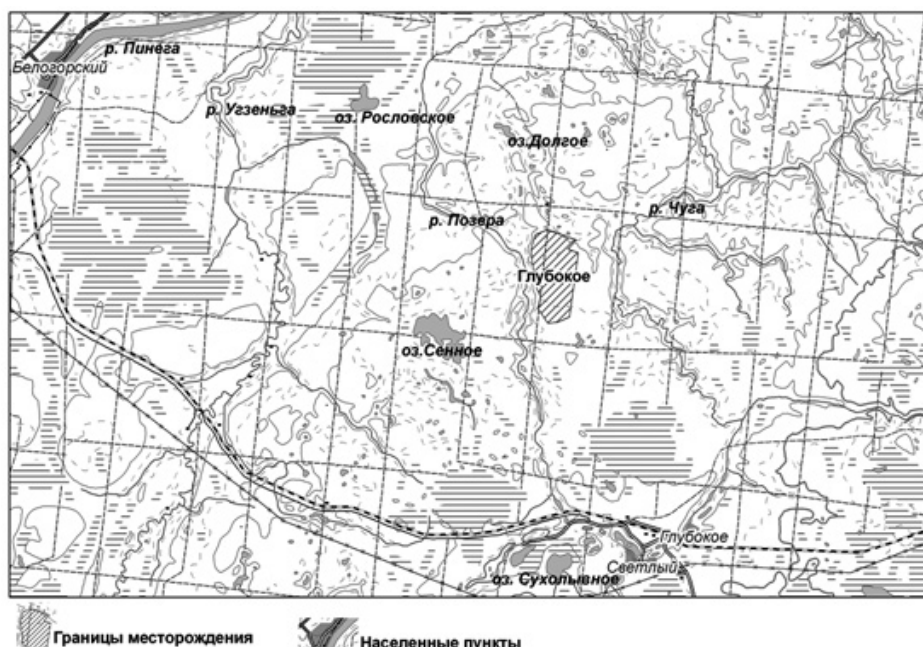 р. Пинега
Белогорский
р. Угзеньга
оз. Рословское
оз.Долгое
р. Позера
р. Чуга
Глубокое
оз.Сенное
Глубокое
Светлый
оз. Сухолывное
Границы месторождения
Населенные пункты